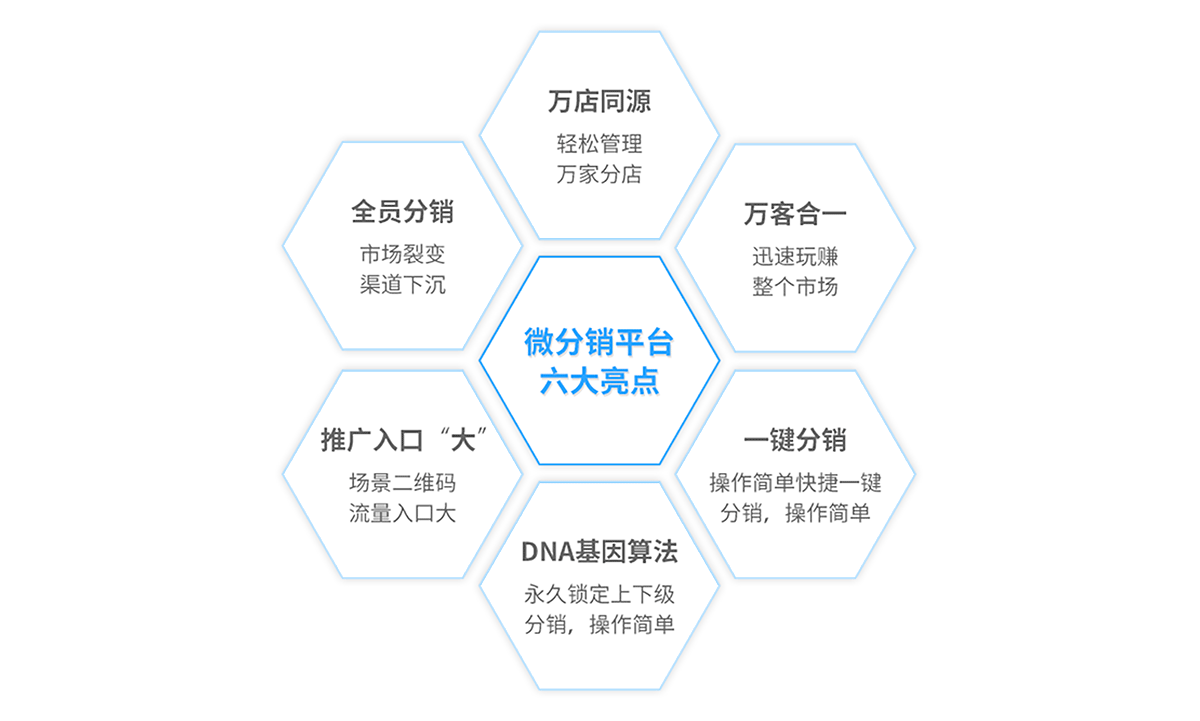 万店同源
轻松管理
万家分店
全员分销
市场裂变
渠道下沉
万客合一
迅速玩赚
整个市场
微分销平台
六大亮点
推广入口“大”
场景二维码
流量入口大
一键分销
操作简单快捷一键
分销，操作简单
DNA基因算法
永久锁定上下级
分销，操作简单